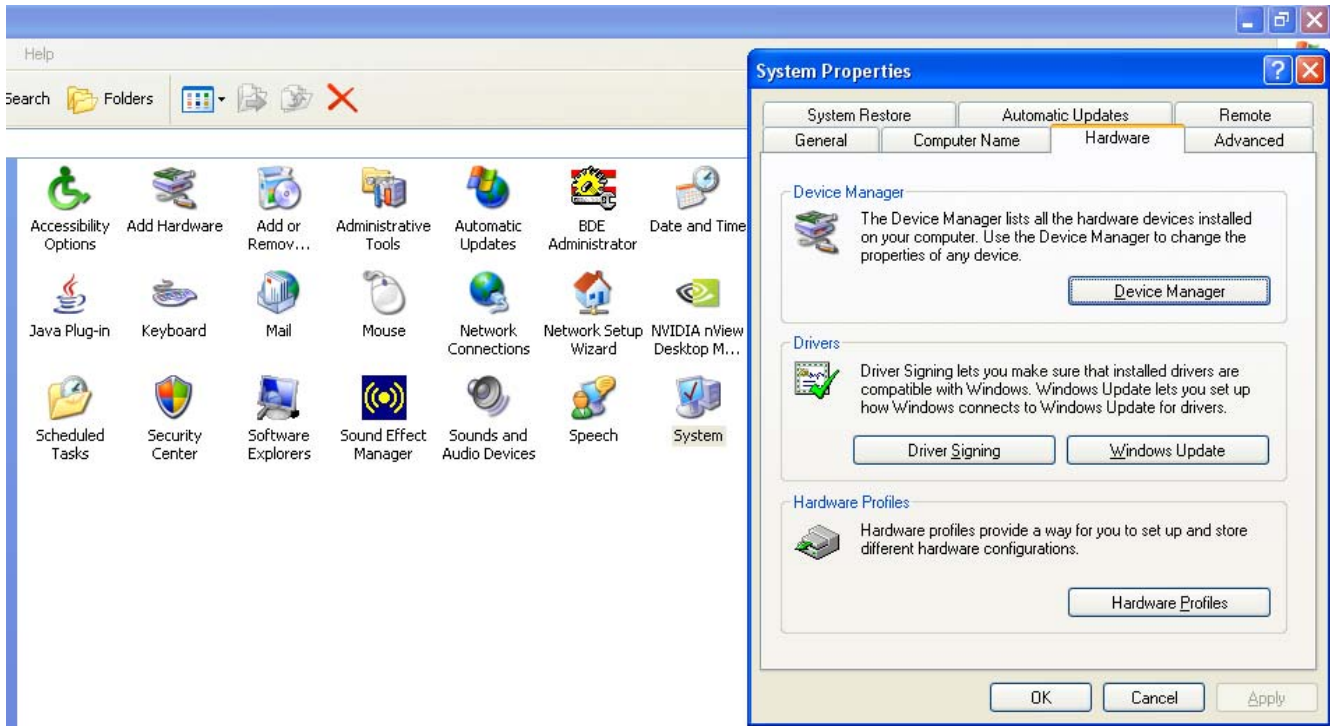 Help
Search Folders
Accessibility Options
Add Hardware
Add or Remov...
Administrative Tools
Automatic Updates
BDE Administrator
Date and Time
Java Plug-in
Keyboard
Mail
Mouse
Network Connections
Network Setup Wizard
NVIDIA nView Desktop M...
Scheduled Tasks
Security Center
Software Explorers
Sound Effect Manager
Sounds and Audio Devices
Speech
System
System Properties
System Restore Automatic Updates Remote
General Computer Name Hardware Advanced
Device Manager
The Device Manager lists all the hardware devices installed
on your computer. Use the Device Manager to change the
properties of any device.
Device Manager
Drivers
Driver Signing lets you make sure that installed drivers are
compatible with Windows. Windows Update lets you set up
how Windows connects to Windows Update for drivers.
Driver Signing Windows Update
Hardware Profiles
Hardware profiles provide a way for you to set up and store
different hardware configurations.
Hardware Profiles
OK Cancel Apply